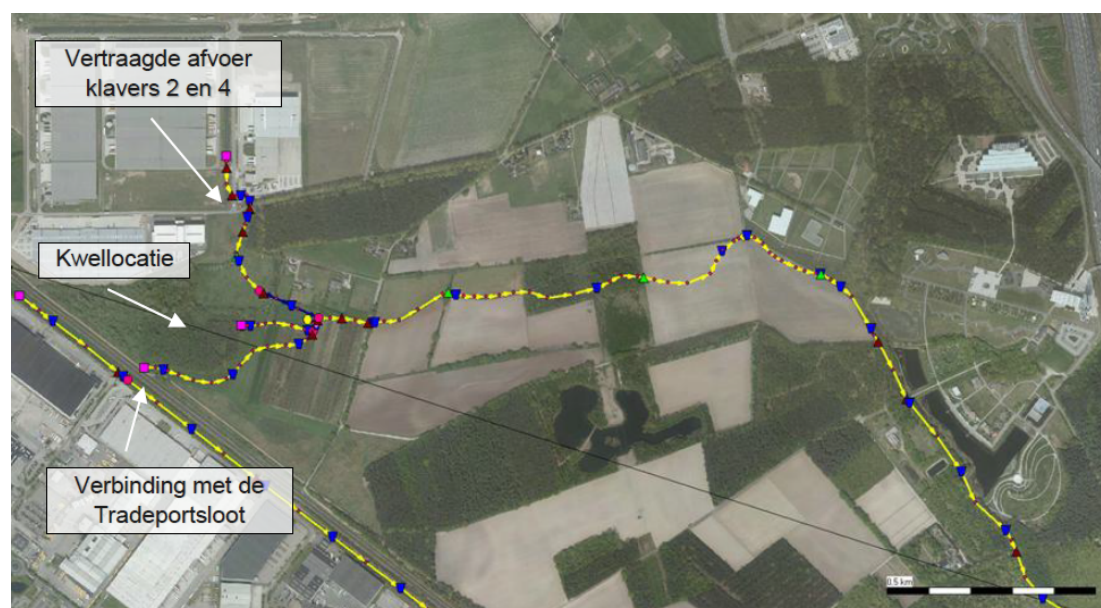 Vertraagde afvoer
klavers 2 en 4
Kwellocatie
Verbinding met de
Tradeportsloot
0.5 km